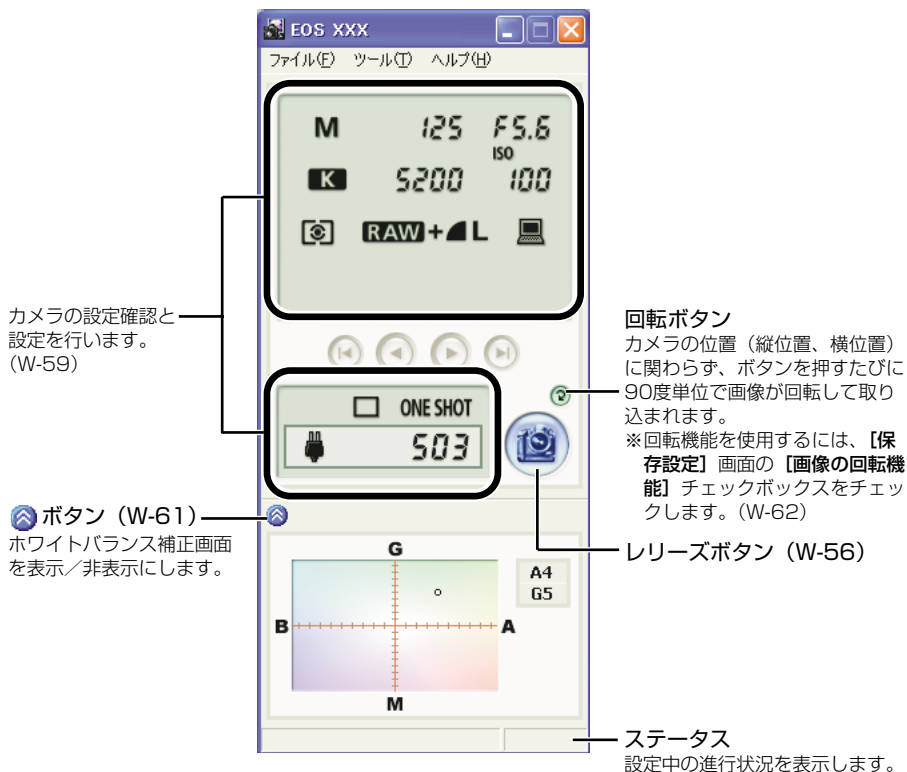 EOS XXX
ファイル(F) ツール(T) ヘルプ(H)
M 125 F5.6
ISO
K 5200 100
RAW+ L
カメラの設定確認と
設定を行います。
(W-59)
ONE SHOT
503
回転ボタン
カメラの位置（縦位置、横位置）
に関わらず、ボタンを押すたびに
90度単位で画像が回転して取り
込まれます。
※回転機能を使用するには、［保
存設定］画面の［画像の回転機
能］チェックボックスをチェッ
クします。(W-62)
ボタン（W-61）
ホワイトバランス補正画面
を表示／非表示にします。
レリーズボタン（W-56）
G
A4
G5
B
A
M
ステータス
設定中の進行状況を表示します。